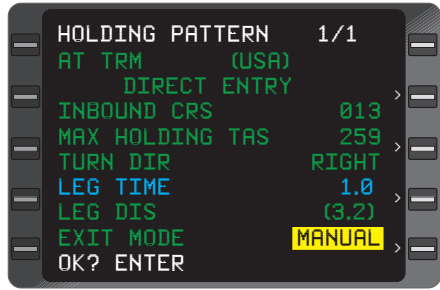 HOLDING PATTERN 1/1
AT TRM (USA)
DIRECT ENTRY
INBOUND CRS 013
MAX HOLDING TAS 259
TURN DIR RIGHT
LEG TIME 1.0
LEG DIS (3.2)
EXIT MODE MANUAL
OK? ENTER